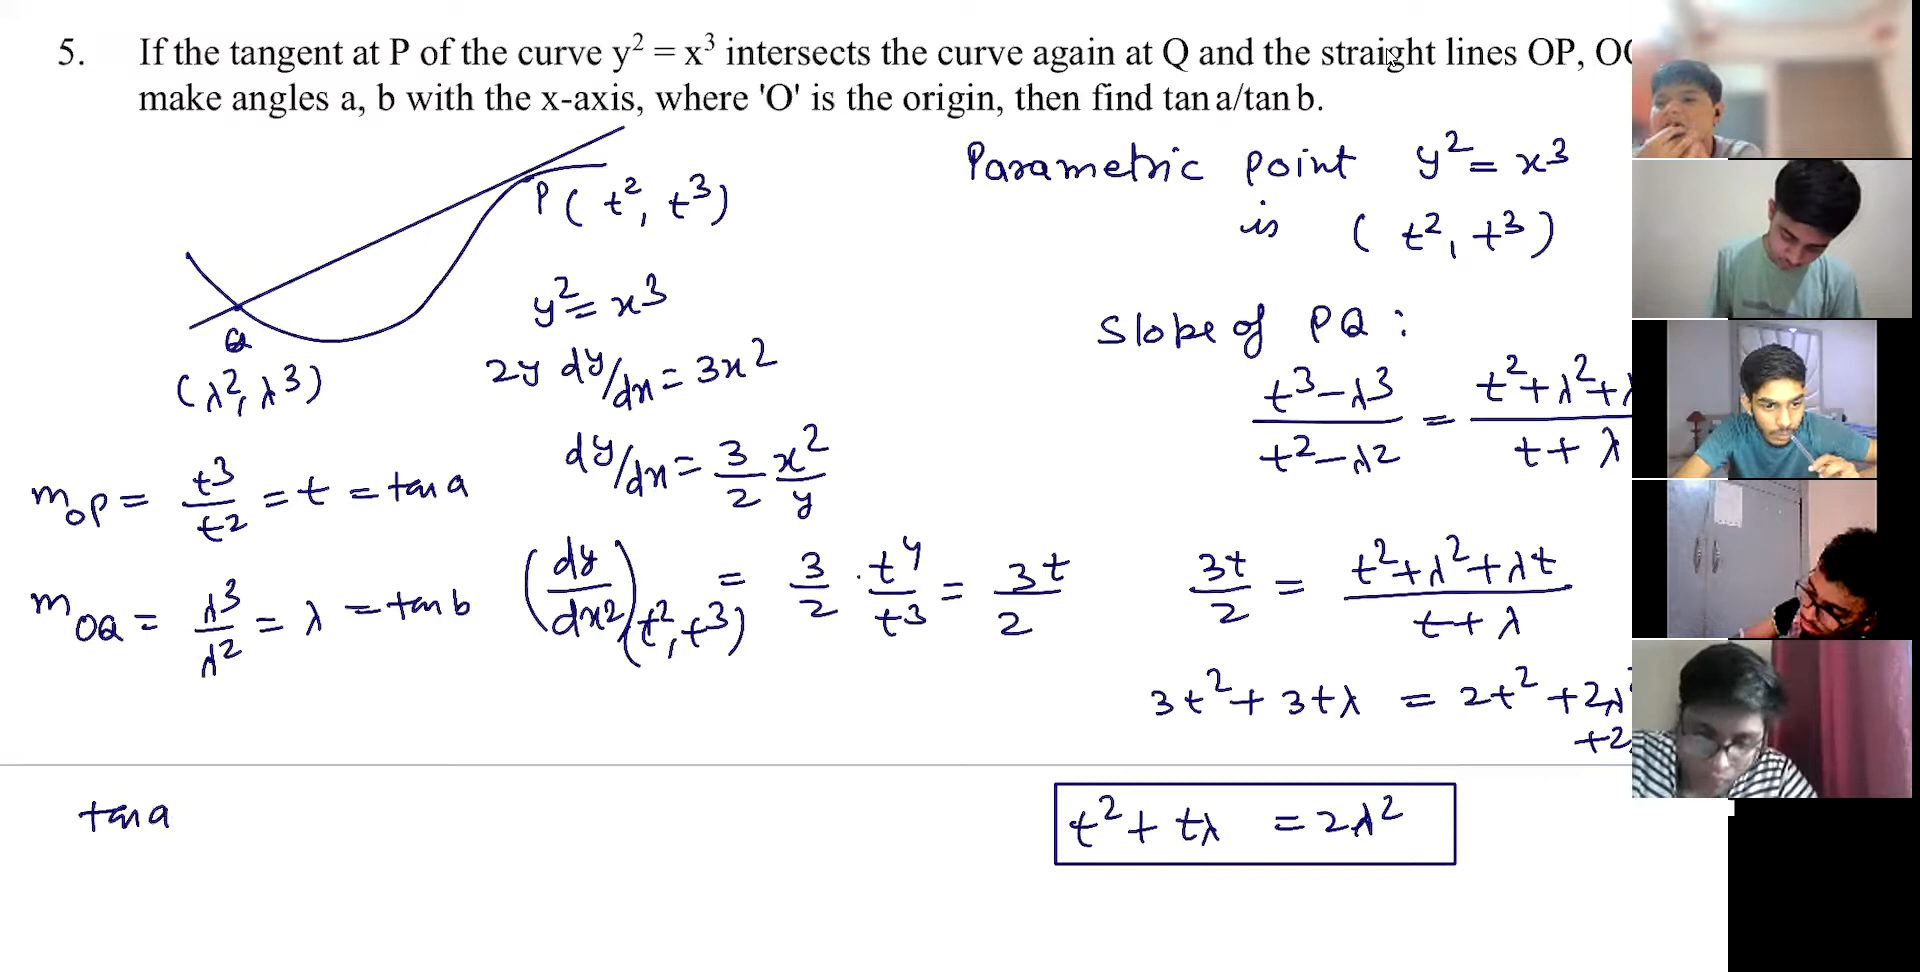 5. If the tangent at P of the curve y² = x³ intersects the curve again at Q and the straight lines OP,
make angles a, b with the x-axis, where 'O' is the origin, then find tan a/tan b.
Parametric point y² = x³
is (t², t³)
P(t², t³)
Q
(λ², λ³)
y² = x³
2y dy/dx = 3x²
dy/dx = 3/2 x²/y
(dy/dx2)(t², t³) = 3/2 · t⁴/t³ = 3t/2
m_OP = t³/t² = t = tan a
m_OQ = λ³/λ² = λ = tan b
Slope of PQ :
t³ - λ³ / t² - λ² = t² + λ² + / t + λ
3t/2 = t² + λ² + λt / t + λ
3t² + 3tλ = 2t² + 2λ
+2
tan a
t² + tλ = 2λ²